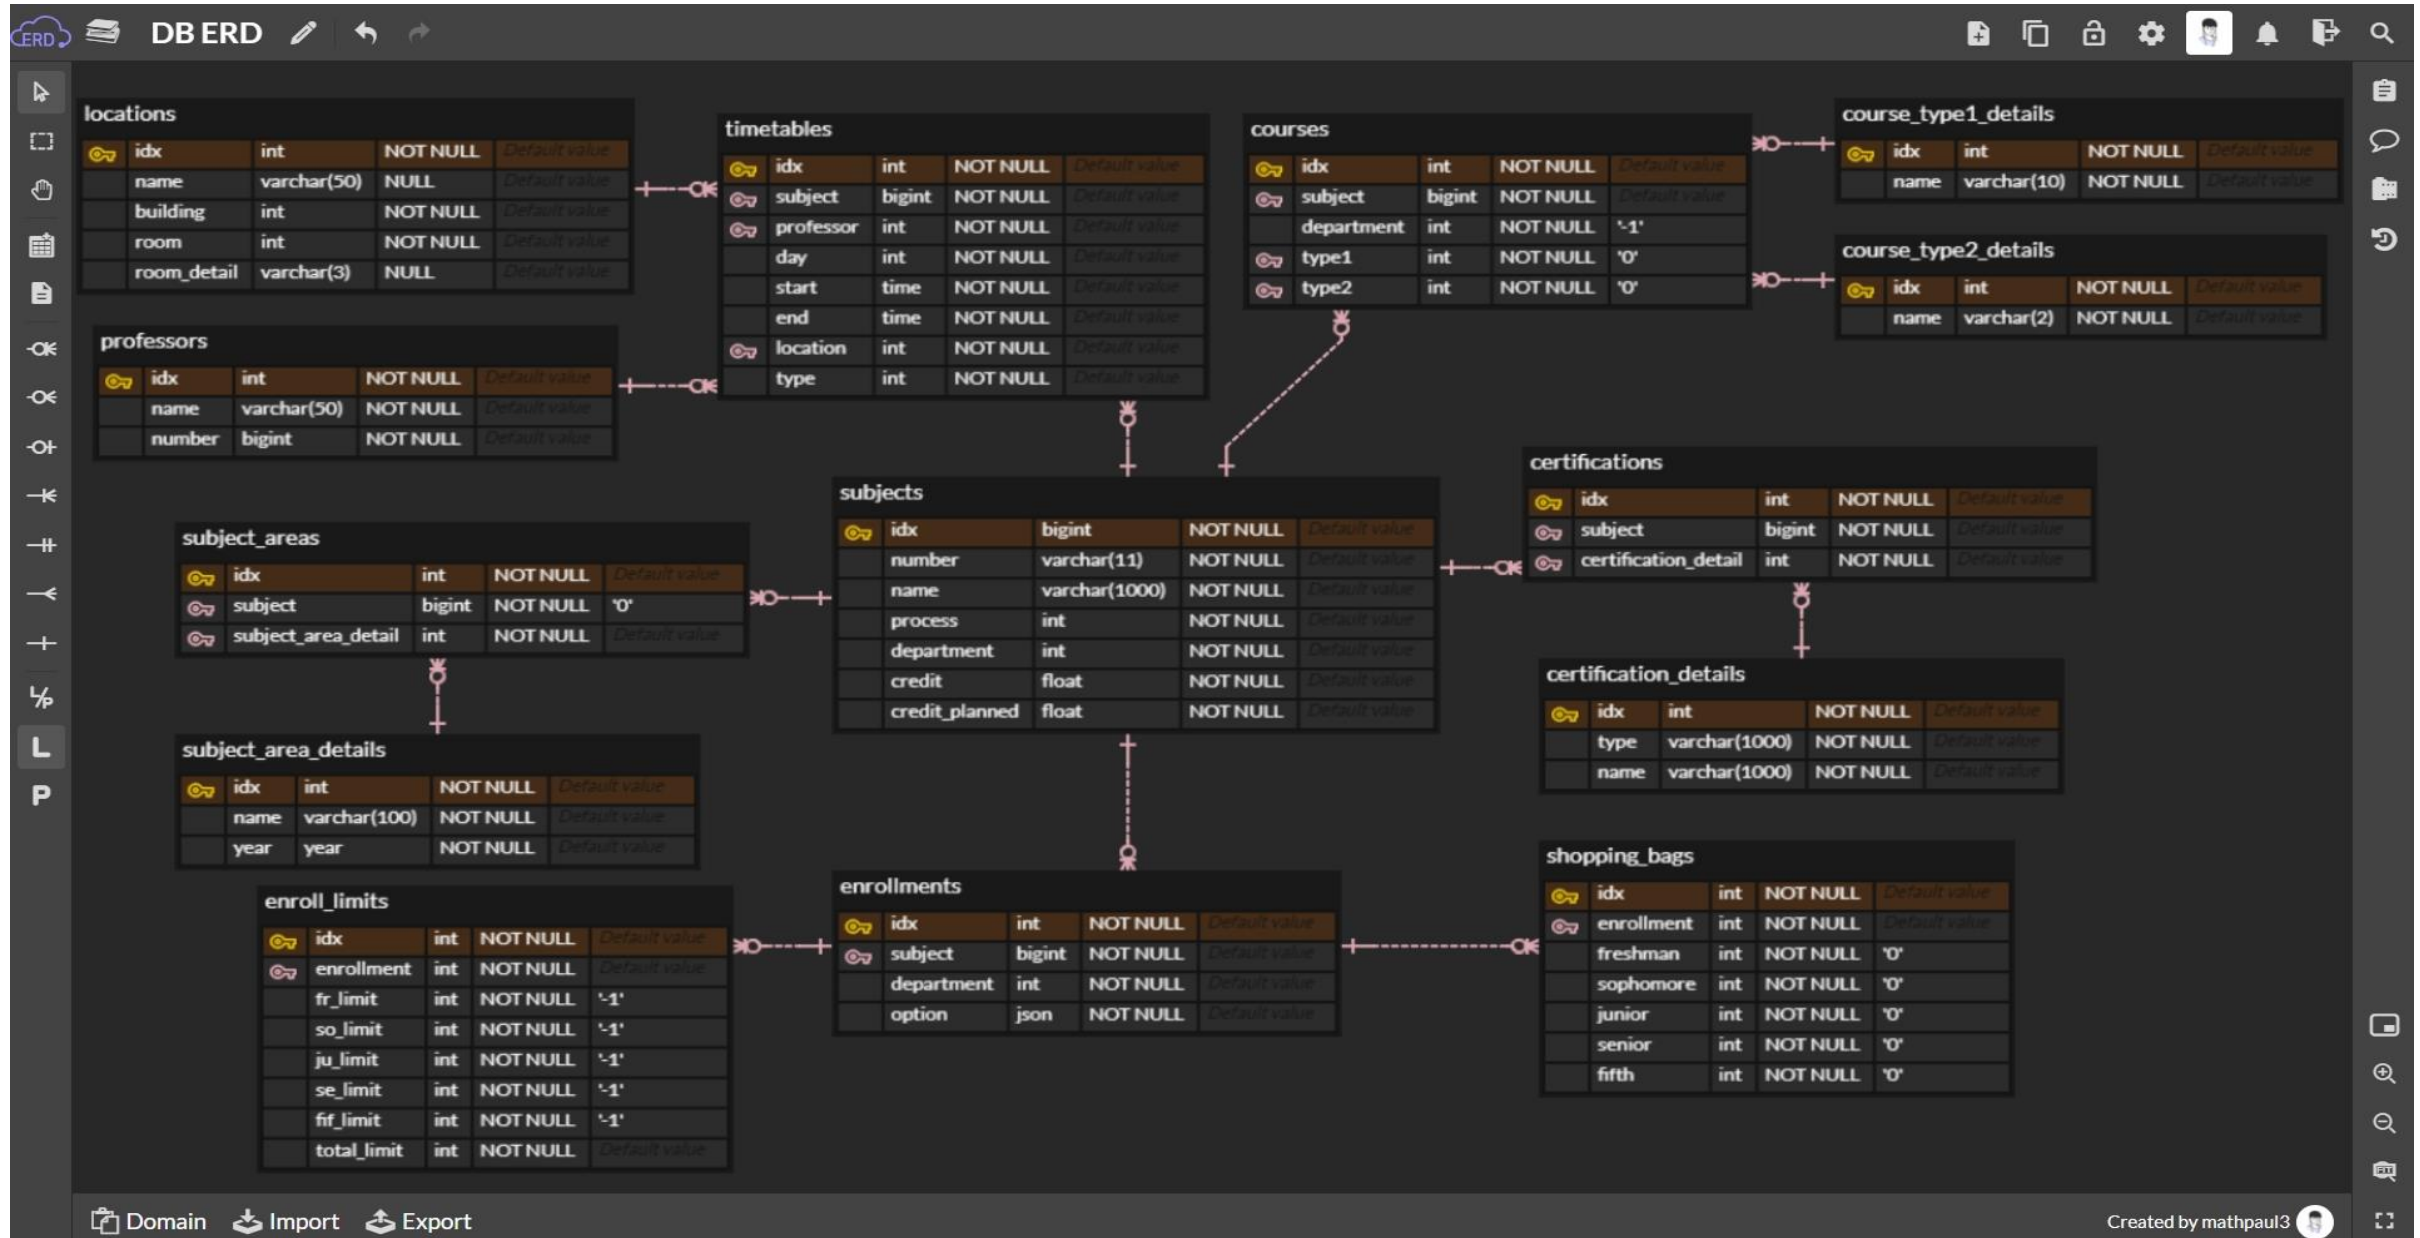 ERD
DB ERD
locations
idx int NOT NULL Default value
name varchar(50) NULL Default value
building int NOT NULL Default value
room int NOT NULL Default value
room_detail varchar(3) NULL Default value
timetables
idx int NOT NULL Default value
subject bigint NOT NULL Default value
professor int NOT NULL Default value
day int NOT NULL Default value
start time NOT NULL Default value
end time NOT NULL Default value
location int NOT NULL Default value
type int NOT NULL Default value
courses
idx int NOT NULL Default value
subject bigint NOT NULL Default value
department int NOT NULL '-1'
type1 int NOT NULL '0'
type2 int NOT NULL '0'
course_type1_details
idx int NOT NULL Default value
name varchar(10) NOT NULL Default value
course_type2_details
idx int NOT NULL Default value
name varchar(2) NOT NULL Default value
professors
idx int NOT NULL Default value
name varchar(50) NOT NULL Default value
number bigint NOT NULL Default value
subjects
idx bigint NOT NULL Default value
number varchar(11) NOT NULL Default value
name varchar(1000) NOT NULL Default value
process int NOT NULL Default value
department int NOT NULL Default value
credit float NOT NULL Default value
credit_planned float NOT NULL Default value
certifications
idx int NOT NULL Default value
subject bigint NOT NULL Default value
certification_detail int NOT NULL Default value
subject_areas
idx int NOT NULL Default value
subject bigint NOT NULL '0'
subject_area_detail int NOT NULL Default value
certification_details
idx int NOT NULL Default value
type varchar(1000) NOT NULL Default value
name varchar(1000) NOT NULL Default value
subject_area_details
idx int NOT NULL Default value
name varchar(100) NOT NULL Default value
year year NOT NULL Default value
enroll_limits
idx int NOT NULL Default value
enrollment int NOT NULL Default value
fr_limit int NOT NULL '-1'
so_limit int NOT NULL '-1'
ju_limit int NOT NULL '-1'
se_limit int NOT NULL '-1'
fif_limit int NOT NULL '-1'
total_limit int NOT NULL Default value
enrollments
idx int NOT NULL Default value
subject bigint NOT NULL Default value
department int NOT NULL Default value
option json NOT NULL Default value
shopping_bags
idx int NOT NULL Default value
enrollment int NOT NULL Default value
freshman int NOT NULL '0'
sophomore int NOT NULL '0'
junior int NOT NULL '0'
senior int NOT NULL '0'
fifth int NOT NULL '0'
L/P
L
P
FIT
Domain Import Export
Created by mathpaul3